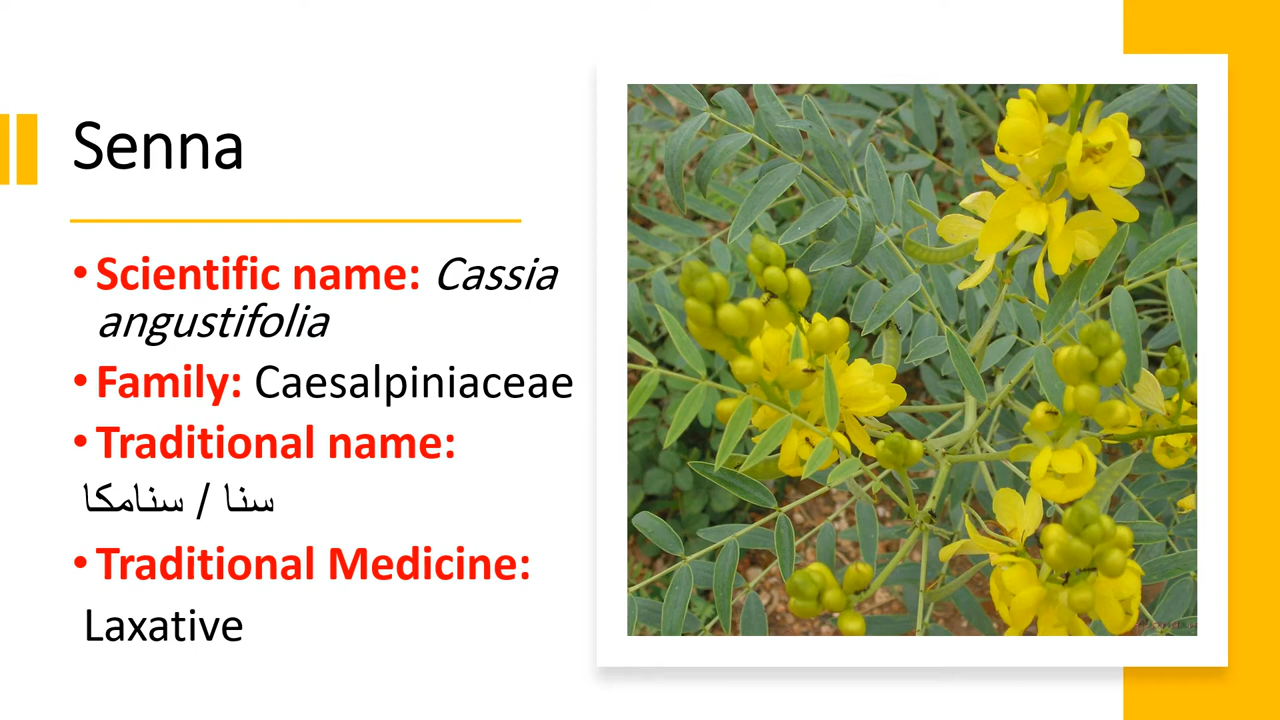 Senna
• Scientific name: Cassia
angustifolia
• Family: Caesalpiniaceae
• Traditional name:
سنا / سنامكا
• Traditional Medicine:
Laxative